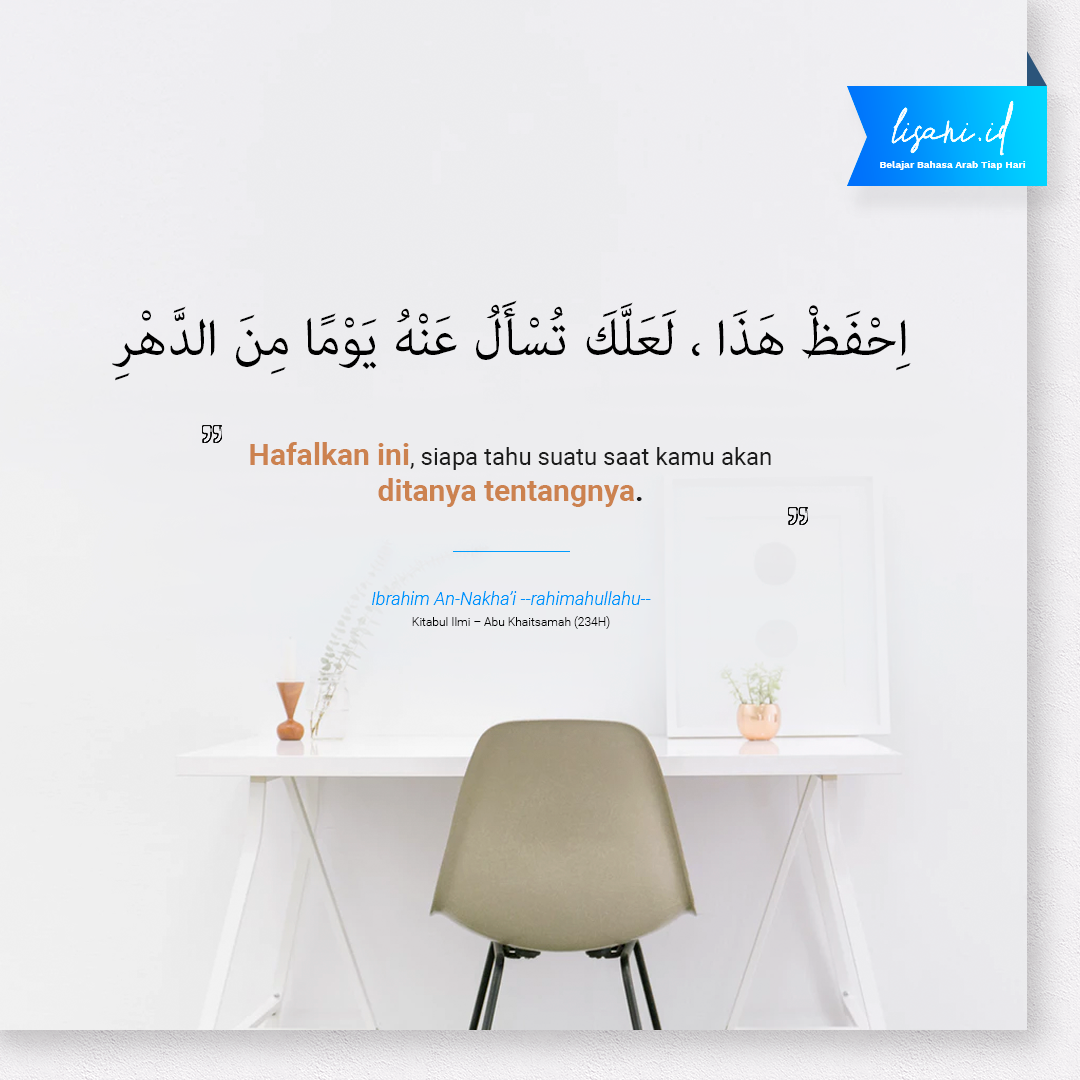 lisani.id
Belajar Bahasa Arab Tiap Hari
اِحْفَظْ هَذَا ، لَعَلَّكَ تُسْأَلُ عَنْهُ يَوْمًا مِنَ الدَّهْرِ
Hafalkan ini, siapa tahu suatu saat kamu akan
ditanya tentangnya.
Ibrahim An-Nakha’i --rahimahullahu--
Kitabul Ilmi – Abu Khaitsamah (234H)